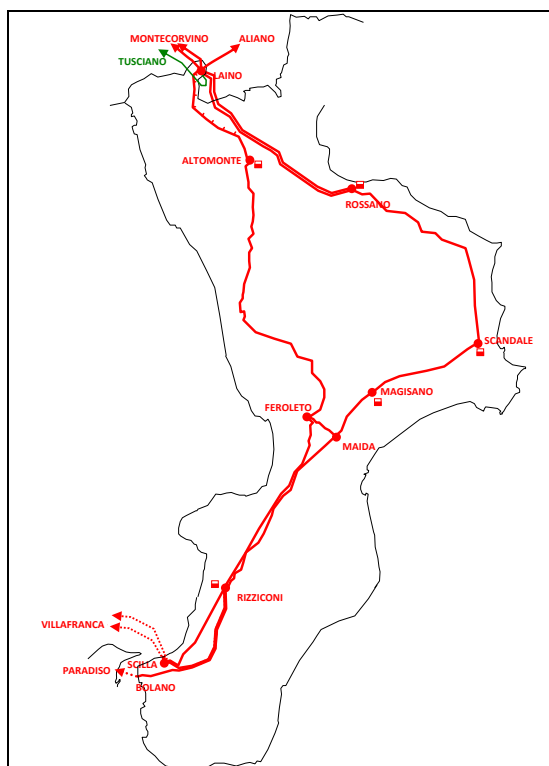 MONTECORVINO
ALIANO
TUSCIANO
LAINO
ALTOMONTE
ROSSANO
SCANDALE
MAGISANO
FEROLETO
MAIDA
RIZZICONI
VILLAFRANCA
SCILLA
PARADISO
BOLANO